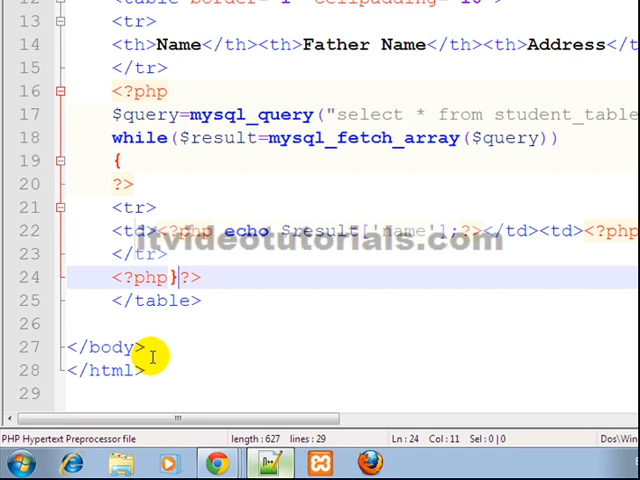 12 <table border="1" cellpadding="10">
13 <tr>
14 <th>Name</th><th>Father Name</th><th>Address</t
15 </tr>
16 <?php
17 $query=mysql_query("select * from student_table
18 while($result=mysql_fetch_array($query))
19 {
20 ?>
21 <tr>
22 <td><?php echo $result['name'];?></td><td><?php
23 </tr>
24 <?php}?>
25 </table>
26
27 </body>
28 </html>
29
itvideotutorials.com
PHP Hypertext Preprocessor file length : 627 lines : 29 Ln : 24 Col : 11 Sel : 0 | 0 Dos\Win